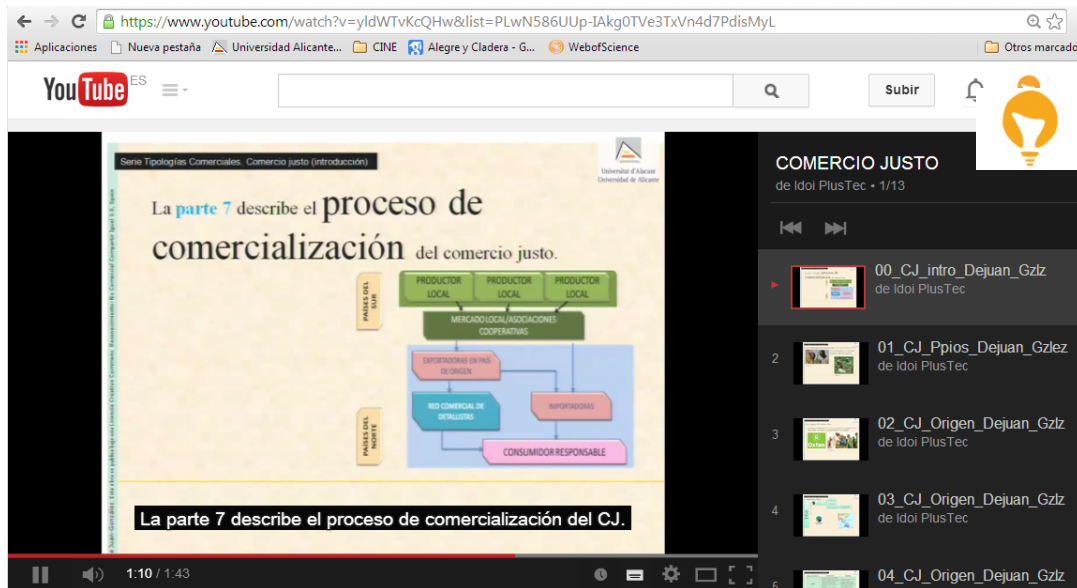 https://www.youtube.com/watch?v=yldWTvKcQHw&list=PLwN586UUp-IAkg0TVe3TxVn4d7PdisMyL
Aplicaciones Nueva pestaña Universidad Alicante... CINE Alegre y Cladera - G... WebofScience Otros marcado
YouTube ES Subir
Serie Tipologías Comerciales. Comercio justo (introducción)
Universitat d'Alacant
Universidad de Alicante
La parte 7 describe el proceso de
comercialización del comercio justo.
PAÍSES DEL
SUR
PRODUCTOR
LOCAL
PRODUCTOR
LOCAL
PRODUCTOR
LOCAL
MERCADO LOCAL/ASOCIACIONES
COOPERATIVAS
EXPORTADORAS EN PAÍS
DE ORIGEN
RED COMERCIAL DE
DETALLISTAS
IMPORTADORAS
PAÍSES DEL
NORTE
CONSUMIDOR RESPONSABLE
La parte 7 describe el proceso de comercialización del CJ.
1:10 / 1:43
COMERCIO JUSTO
de Idoi PlusTec • 1/13
00_CJ_intro_Dejuan_Gzlz
de Idoi PlusTec
2
01_CJ_Ppios_Dejuan_Gzlez
de Idoi PlusTec
3
02_CJ_Origen_Dejuan_Gzlz
de Idoi PlusTec
4
03_CJ_Origen_Dejuan_Gzlz
de Idoi PlusTec
5
04_CJ_Origen_Dejuan_Gzlz